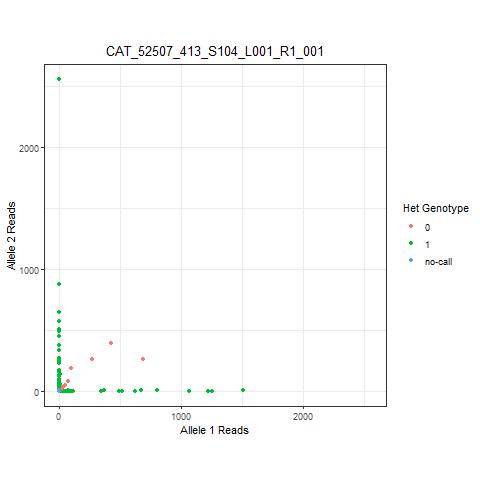 CAT_52507_413_S104_L001_R1_001
Allele 2 Reads
2000
1000
0
0
1000
2000
Allele 1 Reads
Het Genotype
0
1
no-call